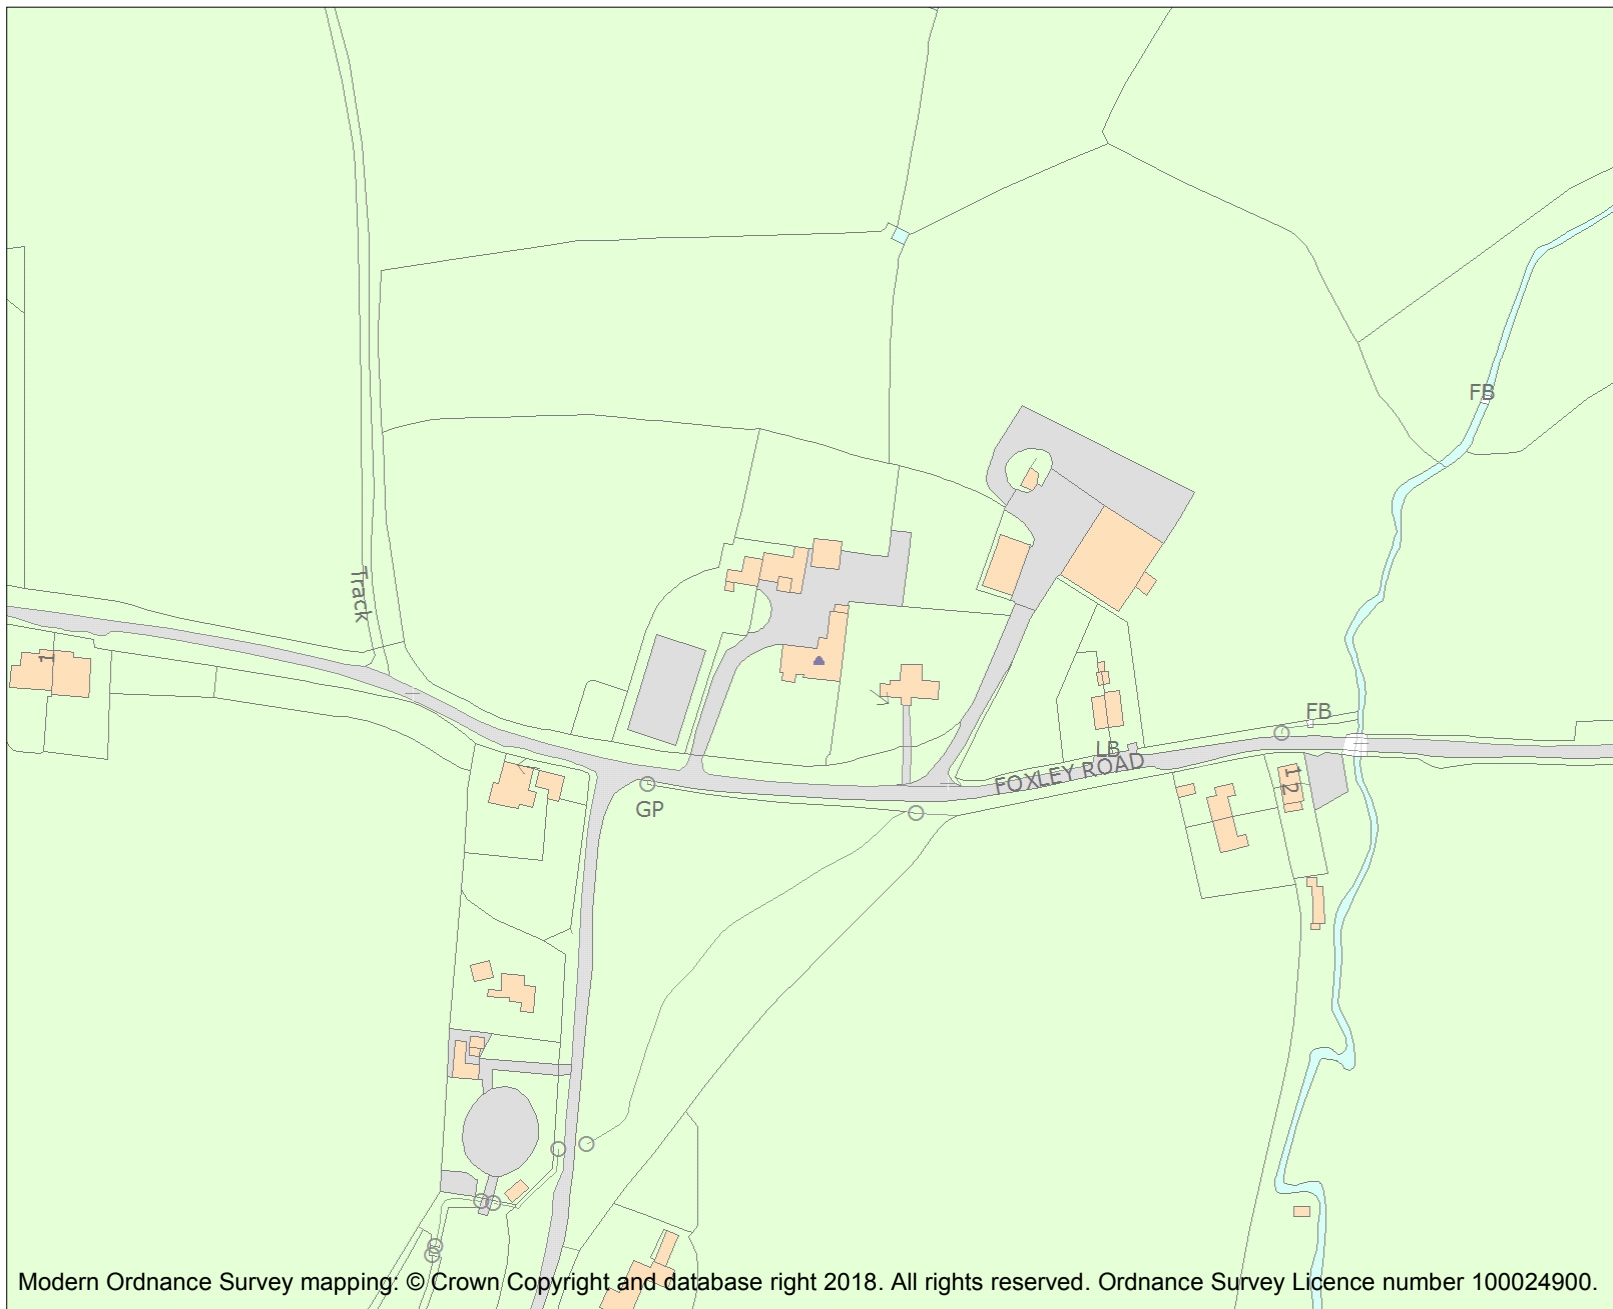 FB
Track
1
FB
LB
FOXLEY ROAD
12
GP
Modern Ordnance Survey mapping: © Crown Copyright and database right 2018. All rights reserved. Ordnance Survey Licence number 100024900.